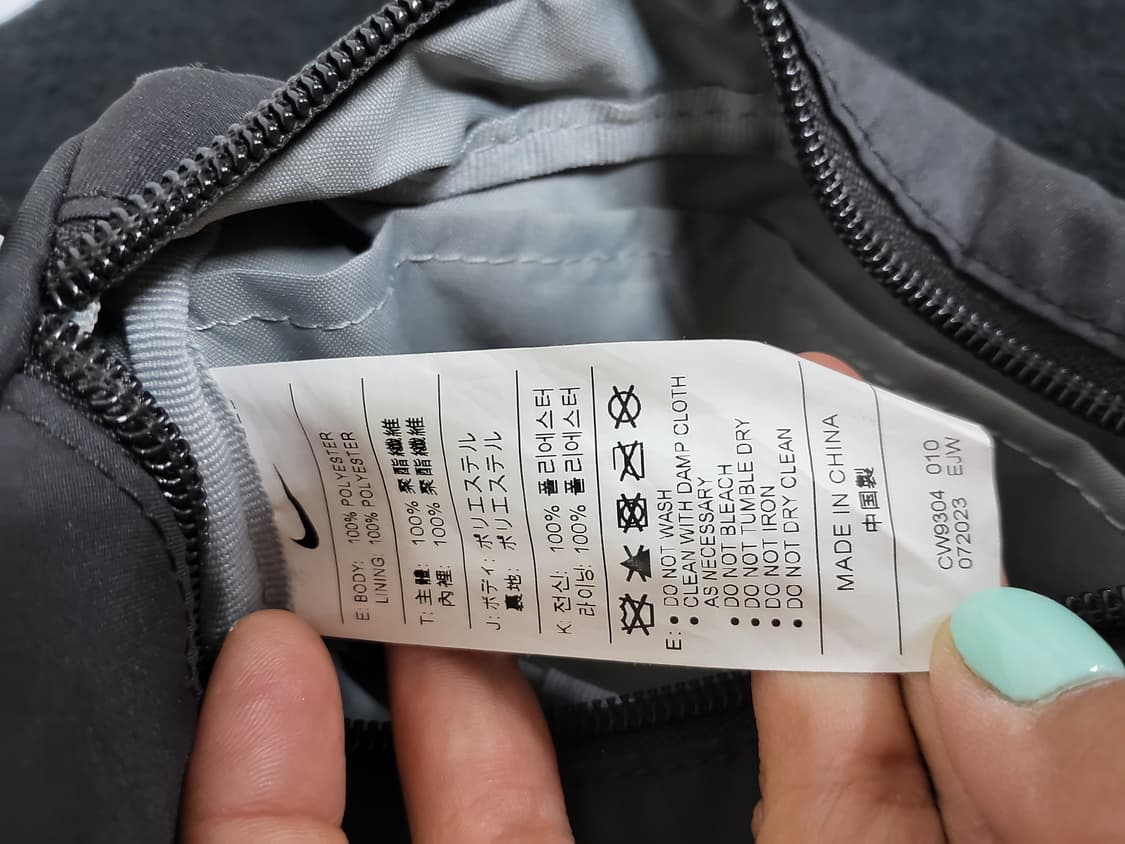 E: BODY: 100% POLYESTER
LINING: 100% POLYESTER
T: 主體: 100% 聚酯纖維
內裡: 100% 聚酯纖維
J: ボディ: ポリエステル
裏地: ポリエステル
K: 전신: 100% 폴리에스터
라이닝: 100% 폴리에스터
E: • DO NOT WASH
• CLEAN WITH DAMP CLOTH
AS NECESSARY
• DO NOT BLEACH
• DO NOT TUMBLE DRY
• DO NOT IRON
• DO NOT DRY CLEAN
MADE IN CHINA
中国製
CW9304 010
072023 EJW